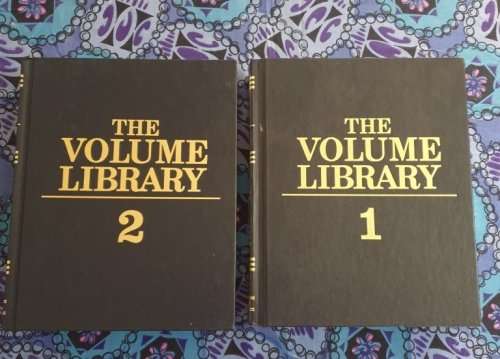 THE
VOLUME
LIBRARY
2
THE
VOLUME
LIBRARY
1